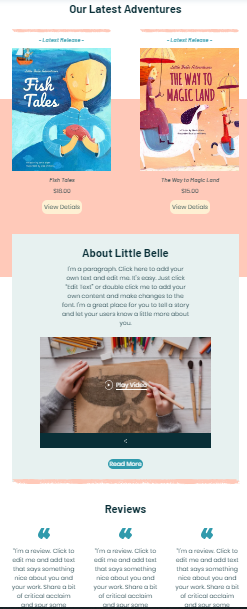 Our Latest Adventures
- Latest Release -
- Latest Release -
Fish
Tales
Little Belle Adventures
THE WAY TO
MAGIC LAND
Fish Tales
The Way to Magic Land
$18.00
$15.00
View Details
View Details
About Little Belle
I'm a paragraph. Click here to add your
own text and edit me. It's easy. Just click
"Edit Text" or double click me to add your
own content and make changes to the
font. I'm a great place for you to tell a story
and let your users know a little more about
you.
Play Video
Read More
Reviews
"I'm a review. Click to
edit me and add text
that says something
nice about you and
your work. Share a bit
of critical acclaim
and sour some
"I'm a review. Click to
edit me and add text
that says something
nice about you and
your work. Share a bit
of critical acclaim
and sour some
"I'm a review. Click to
edit me and add text
that says something
nice about you and
your work. Share a bit
of critical acclaim
and sour some